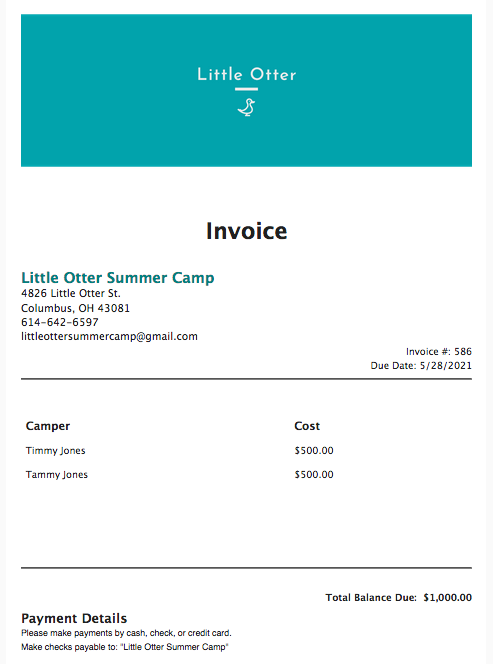 Little Otter
Invoice
Little Otter Summer Camp
4826 Little Otter St.
Columbus, OH 43081
614-642-6597
littleottersummercamp@gmail.com
Invoice #: 586
Due Date: 5/28/2021
Camper Cost
Timmy Jones $500.00
Tammy Jones $500.00
Total Balance Due: $1,000.00
Payment Details
Please make payments by cash, check, or credit card.
Make checks payable to: "Little Otter Summer Camp"